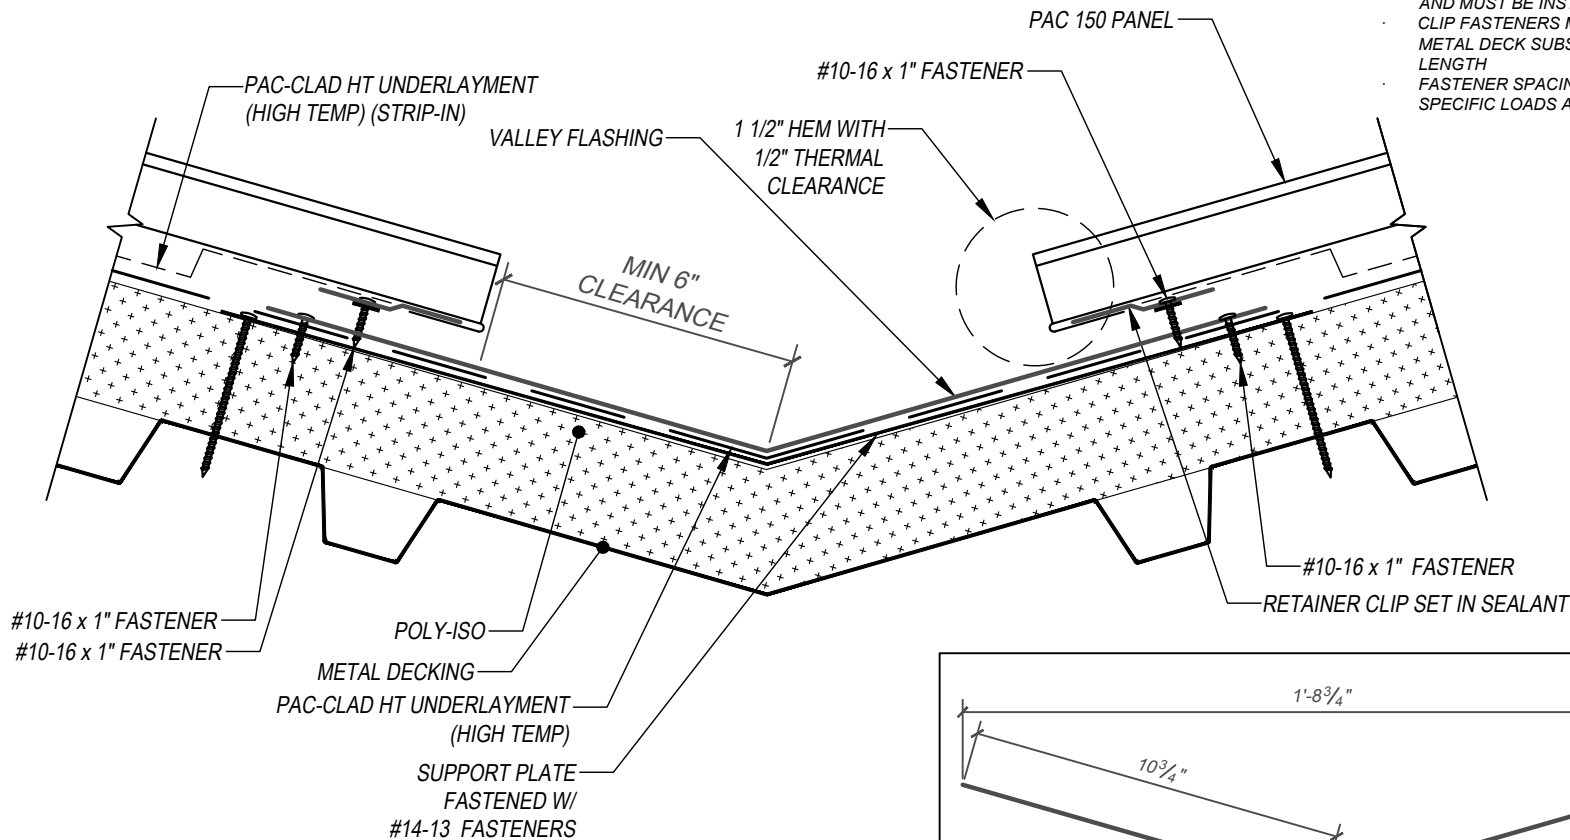 AND MUST BE INST
PAC 150 PANEL
· CLIP FASTENERS M
METAL DECK SUBS
LENGTH
· FASTENER SPACIN
SPECIFIC LOADS A
#10-16 x 1" FASTENER
PAC-CLAD HT UNDERLAYMENT
(HIGH TEMP) (STRIP-IN)
VALLEY FLASHING
1 1/2" HEM WITH
1/2" THERMAL
CLEARANCE
MIN 6"
CLEARANCE
#10-16 x 1" FASTENER
#10-16 x 1" FASTENER
POLY-ISO
METAL DECKING
PAC-CLAD HT UNDERLAYMENT
(HIGH TEMP)
SUPPORT PLATE
FASTENED W/
#14-13 FASTENERS
#10-16 x 1" FASTENER
RETAINER CLIP SET IN SEALANT
1'-8¾"
10¾"